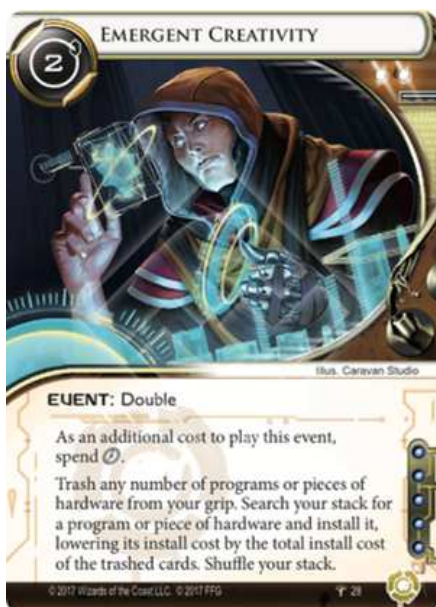 EMERGENT CREATIVITY
2
Illus. Caravan Studio
EVENT: Double
As an additional cost to play this event,
spend
Trash any number of programs or pieces of
hardware from your grip. Search your stack for
a program or piece of hardware and install it,
lowering its install cost by the total install cost
of the trashed cards. Shuffle your stack.
© 2017 Wizards of the Coast LLC. © 2017 FFG
28